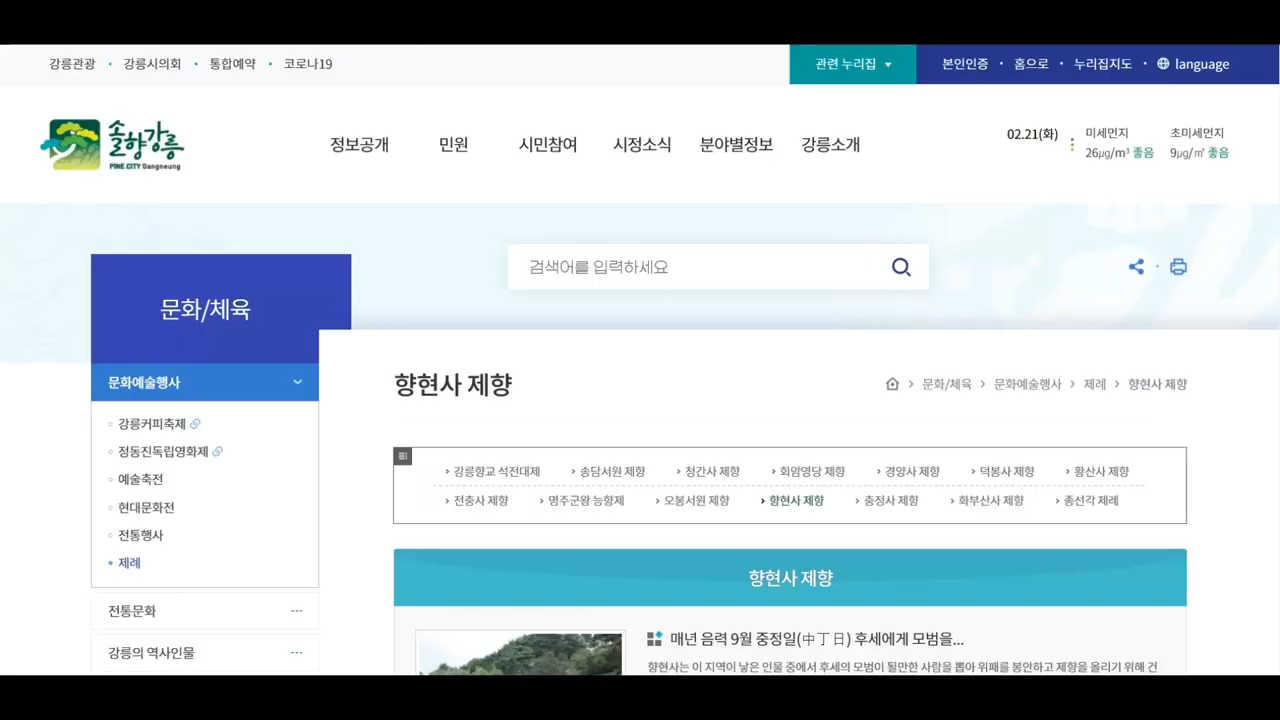 강릉관광 • 강릉시의회 • 통합예약 • 코로나19
관련 누리집
본인인증 • 홈으로 • 누리집지도 • language
솔향강릉
PINE CITY Gangneung
정보공개 민원 시민참여 시정소식 분야별정보 강릉소개
02.21(화)
미세먼지 초미세먼지
26㎍/m³ 좋음 9㎍/㎥ 좋음
검색어를 입력하세요
문화/체육
문화예술행사
강릉커피축제
정동진독립영화제
예술축전
현대문화전
전통행사
제례
전통문화
강릉의 역사인물
향현사 제향
문화/체육 > 문화예술행사 > 제례 > 향현사 제향
› 강릉향교 석전대제 › 송담서원 제향 › 청간사 제향 › 회암영당 제향 › 경양사 제향 › 덕봉사 제향 › 황산사 제향
› 전충사 제향 › 명주군왕 능향제 › 오봉서원 제향 › 향현사 제향 › 충정사 제향 › 화부산사 제향 › 종선각 제례
향현사 제향
매년 음력 9월 중정일(中丁日) 후세에게 모범을...
향현사는 이 지역이 낳은 인물 중에서 후세의 모범이 될만한 사람을 뽑아 위패를 봉안하고 제향을 올리기 위해 건